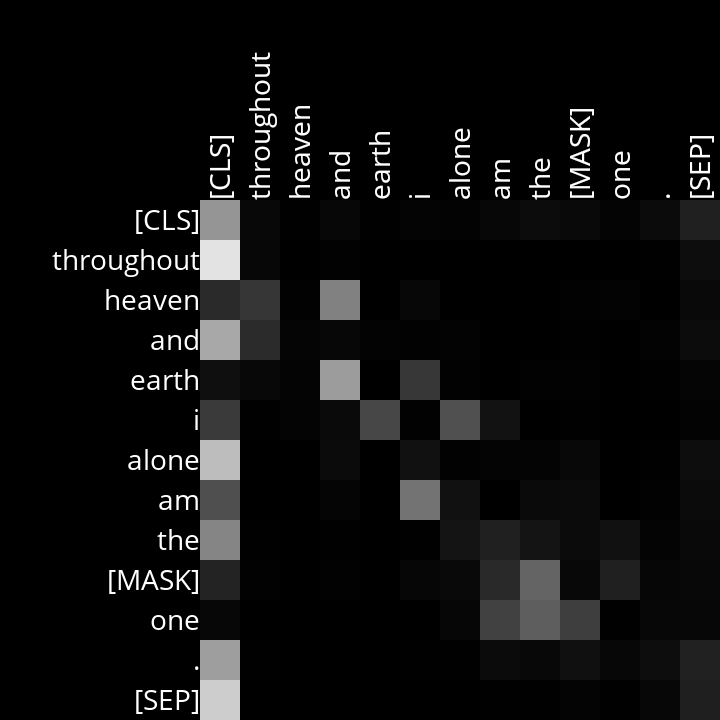 [CLS]
throughout
heaven
and
earth
i
alone
am
the
[MASK]
one
.
[SEP]
[CLS]
throughout
heaven
and
earth
i
alone
am
the
[MASK]
one
.
[SEP]